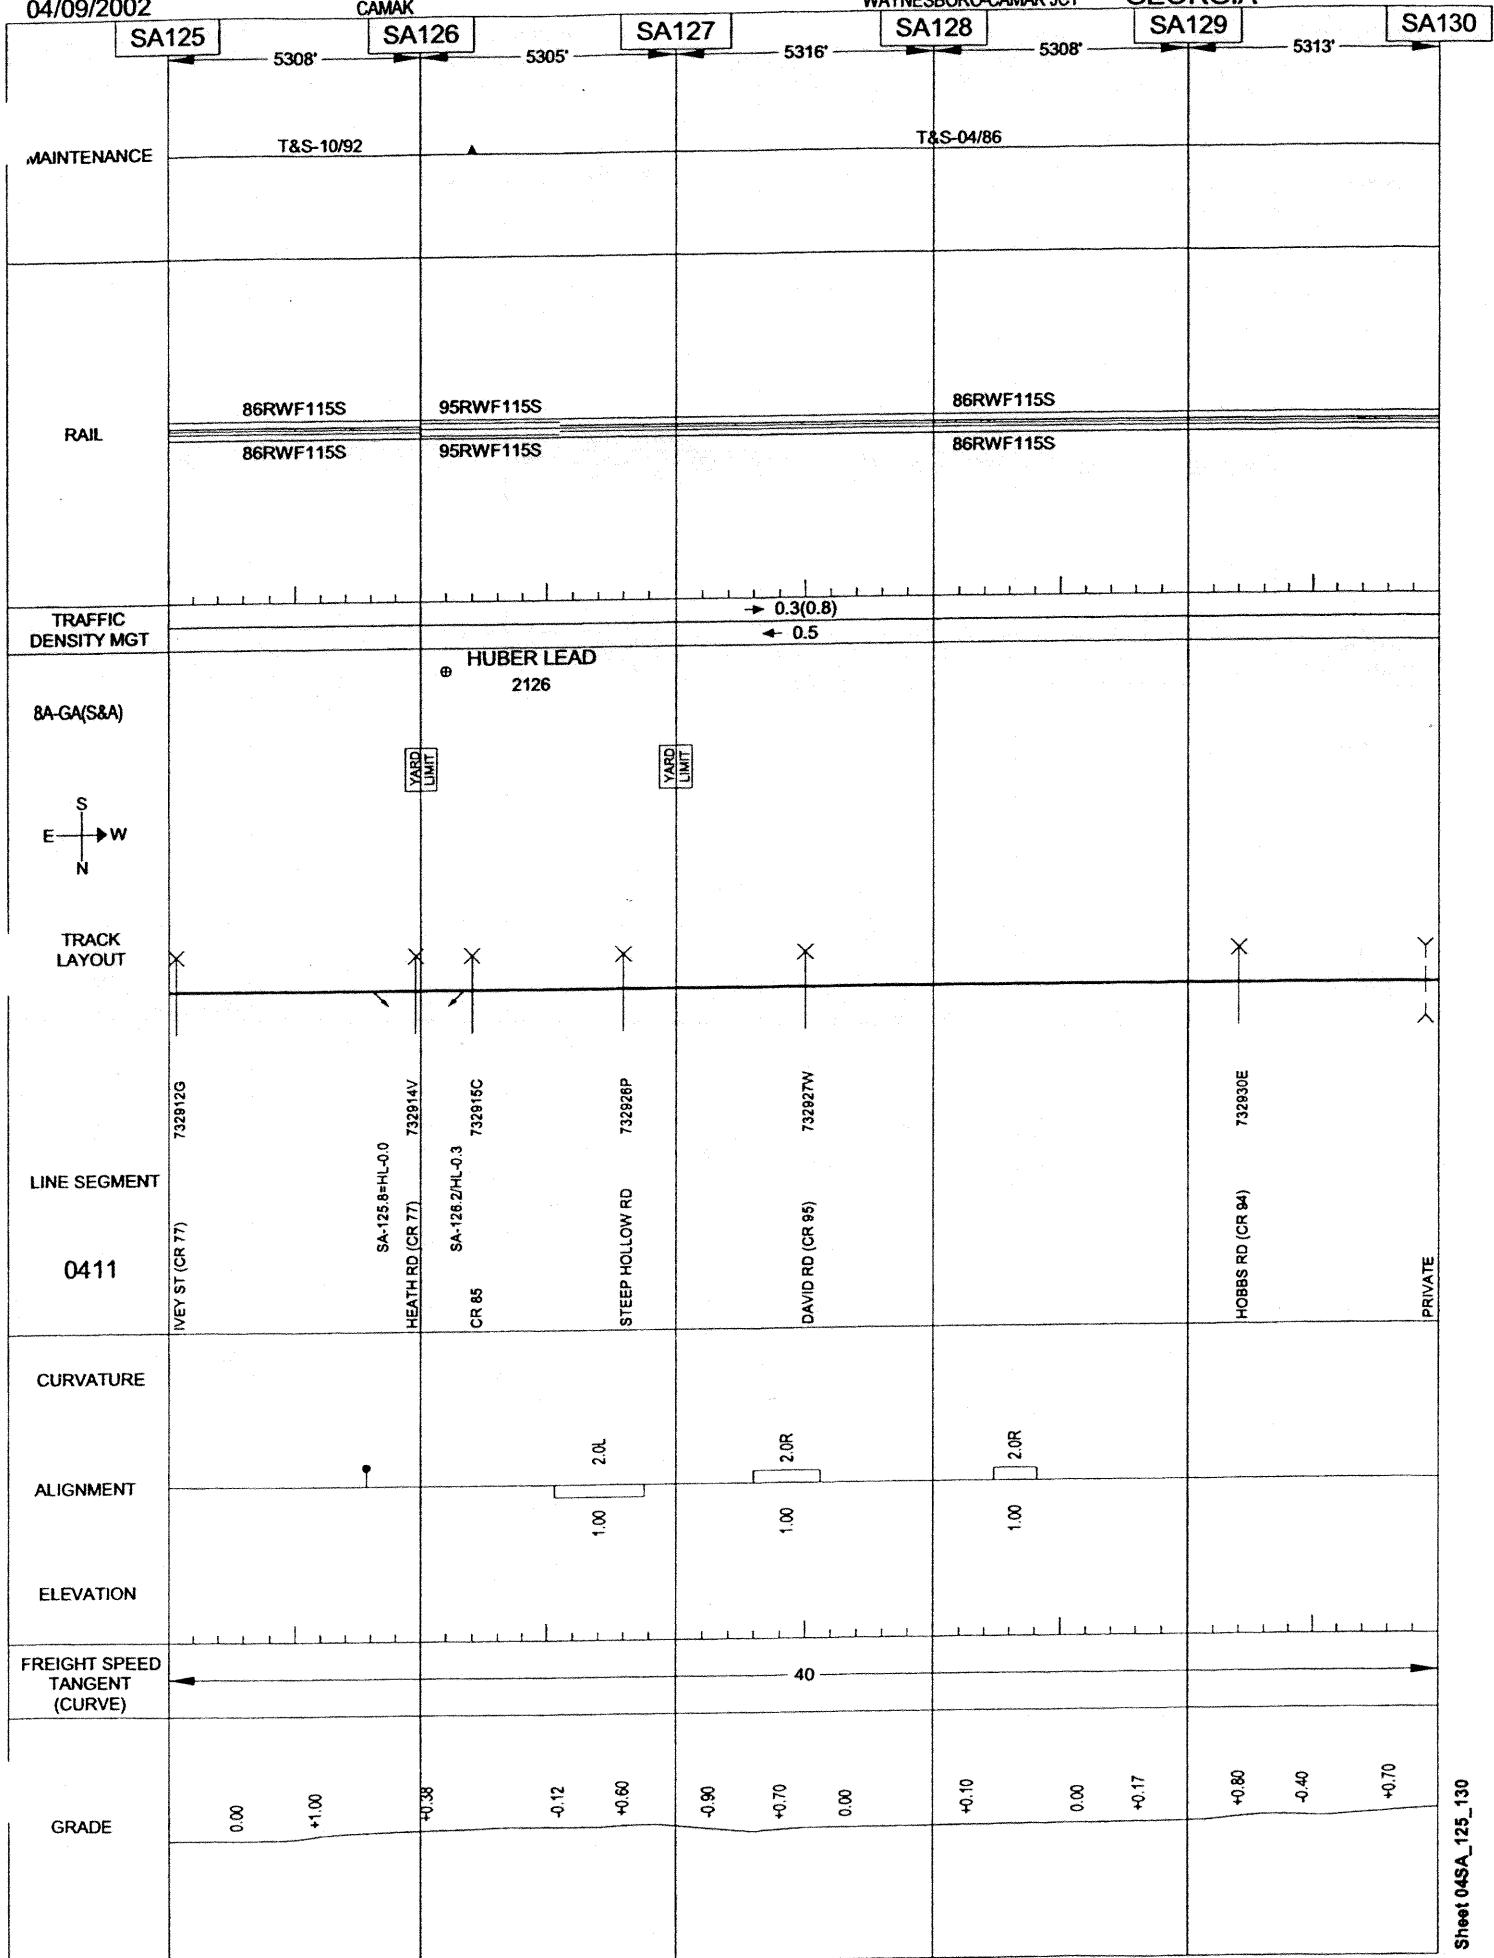 04/09/2002
CAMAK
WAYNESBORO-CAMAK JCT
GEORGIA
SA125
SA126
SA127
SA128
SA129
SA130
5308'
5305'
5316'
5308'
5313'
MAINTENANCE
T&S-10/92
T&S-04/86
RAIL
86RWF115S
95RWF115S
86RWF115S
86RWF115S
95RWF115S
86RWF115S
TRAFFIC
DENSITY MGT
0.3(0.8)
0.5
HUBER LEAD
2126
8A-GA(S&A)
YARD
LIMIT
YARD
LIMIT
S
E
W
N
TRACK
LAYOUT
732912G
732914V
732915C
732926P
732927W
732930E
SA-125.8=HL-0.0
SA-126.2/HL-0.3
LINE SEGMENT
0411
IVEY ST (CR 77)
HEATH RD (CR 77)
CR 85
STEEP HOLLOW RD
DAVID RD (CR 95)
HOBBS RD (CR 94)
PRIVATE
CURVATURE
2.0L
2.0R
2.0R
ALIGNMENT
1.00
1.00
1.00
ELEVATION
FREIGHT SPEED
TANGENT
(CURVE)
40
GRADE
0.00
+1.00
+0.38
-0.12
+0.60
-0.90
+0.70
0.00
+0.10
0.00
+0.17
+0.80
-0.40
+0.70
Sheet 04SA_125_130